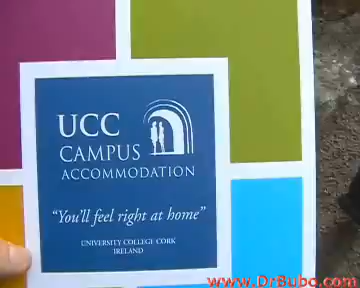 UCC
CAMPUS
ACCOMMODATION
"You'll feel right at home"
UNIVERSITY COLLEGE CORK
IRELAND
www.DrBubo.com